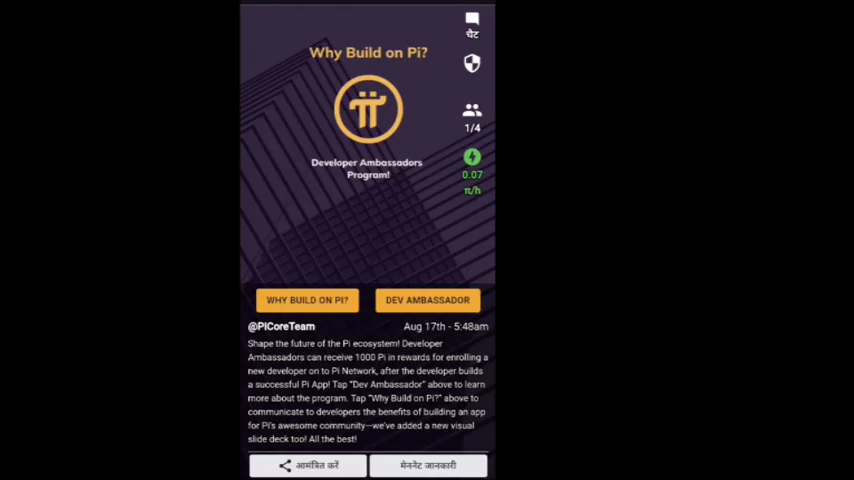 Why Build on Pi?
Developer Ambassadors
Program!
चैट
1/4
0.07
π/h
WHY BUILD ON PI?
DEV AMBASSADOR
@PICoreTeam
Aug 17th - 5:48am
Shape the future of the Pi ecosystem! Developer
Ambassadors can receive 1000 Pi in rewards for enrolling a
new developer on to Pi Network, after the developer builds
a successful Pi App! Tap "Dev Ambassador" above to learn
more about the program. Tap "Why Build on Pi?" above to
communicate to developers the benefits of building an app
for Pi's awesome community—we've added a new visual
slide deck too! All the best!
आमंत्रित करें
मेननेट जानकारी